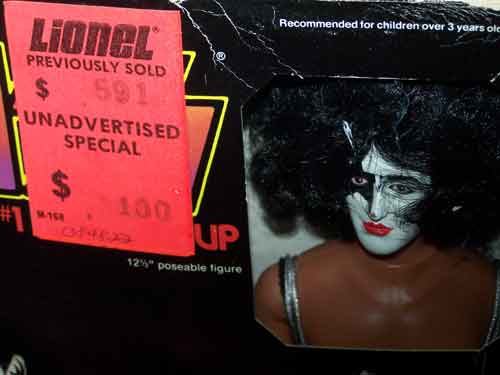 Recommended for children over 3 years old
LIONEL®
PREVIOUSLY SOLD
$ 591
UNADVERTISED
SPECIAL
$ 100
M-168
®
#1 UP
12½" poseable figure